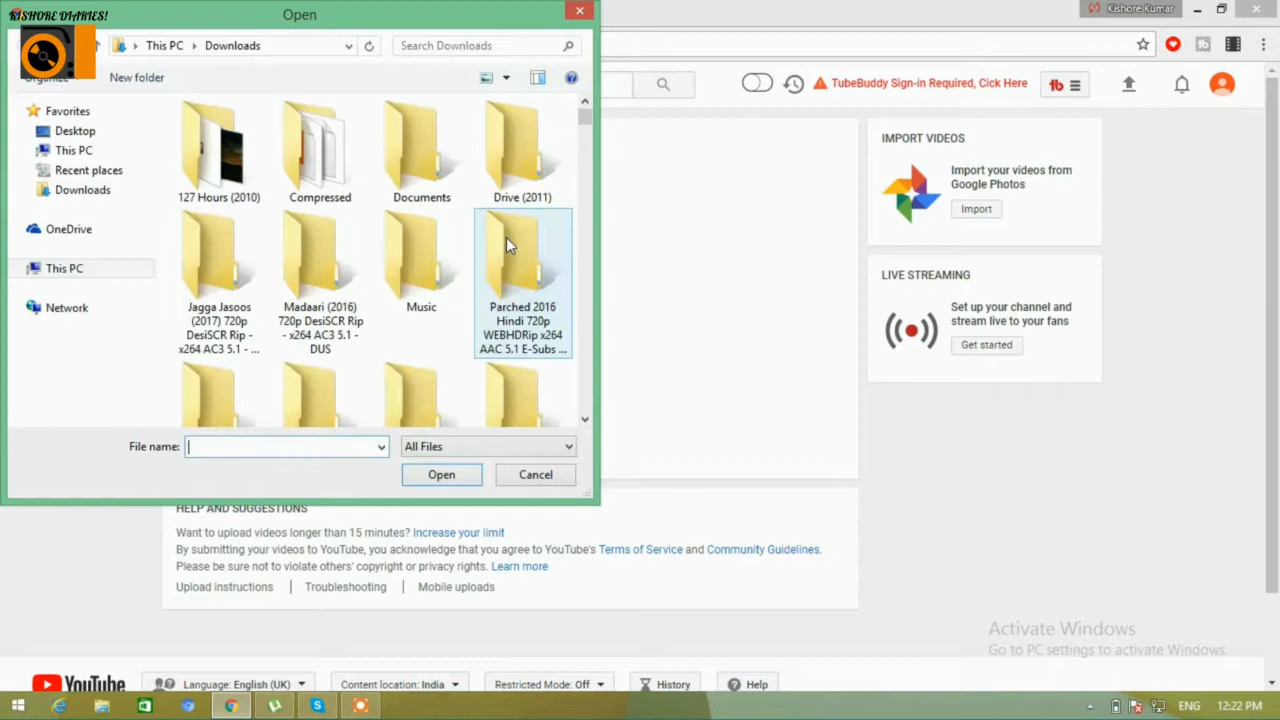 KISHORE DIARIES!
Open
Kishore Kumar
This PC
Downloads
Search Downloads
Organize
New folder
TubeBuddy Sign-in Required, Click Here
tb
Favorites
Desktop
This PC
Recent places
Downloads
OneDrive
This PC
Network
127 Hours (2010)
Compressed
Documents
Drive (2011)
Jagga Jasoos
(2017) 720p
DesiSCR Rip -
x264 AC3 5.1 - ...
Madaari (2016)
720p DesiSCR Rip
- x264 AC3 5.1 -
DUS
Music
Parched 2016
Hindi 720p
WEBHDRip x264
AAC 5.1 E-Subs ...
File name:
All Files
Open
Cancel
IMPORT VIDEOS
Import your videos from
Google Photos
Import
LIVE STREAMING
Set up your channel and
stream live to your fans
Get started
HELP AND SUGGESTIONS
Want to upload videos longer than 15 minutes? Increase your limit
By submitting your videos to YouTube, you acknowledge that you agree to YouTube's Terms of Service and Community Guidelines.
Please be sure not to violate others' copyright or privacy rights. Learn more
Upload instructions
Troubleshooting
Mobile uploads
Activate Windows
Go to PC settings to activate Windows.
YouTube
Language: English (UK)
Content location: India
Restricted Mode: Off
History
Help
ENG
12:22 PM